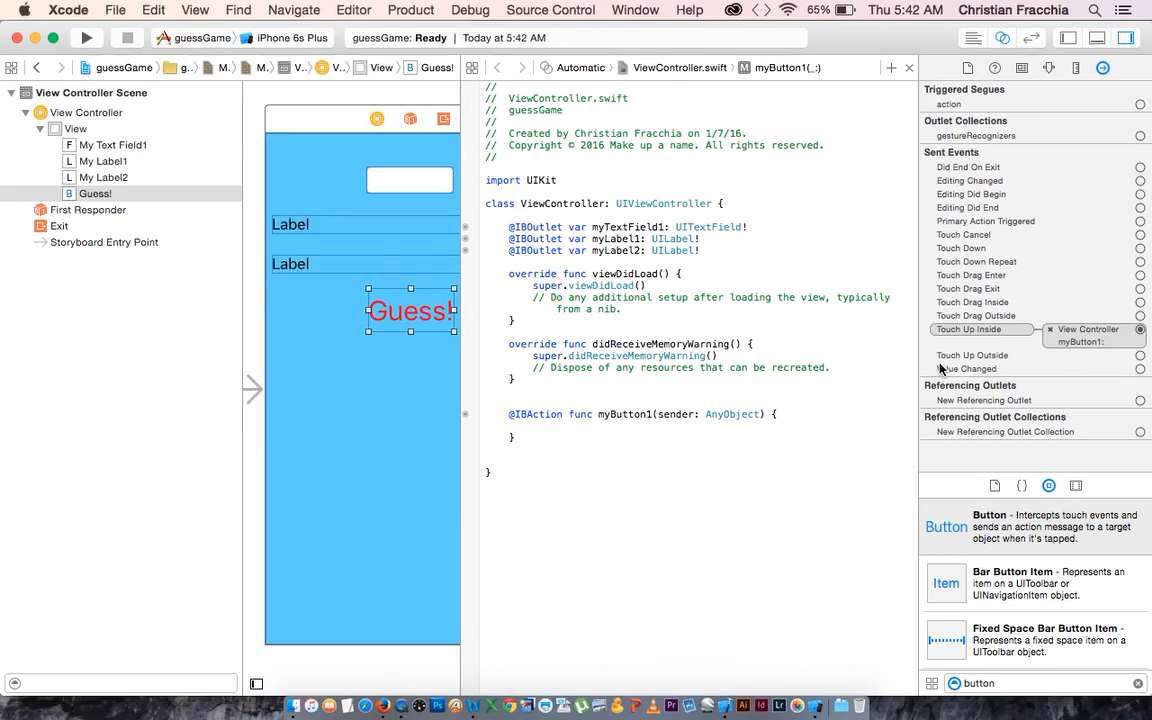 Xcode File Edit View Find Navigate Editor Product Debug Source Control Window Help 65% Thu 5:42 AM Christian Fracchia
guessGame iPhone 6s Plus guessGame: Ready | Today at 5:42 AM
guessGame g... M... M... V... V... View B Guess! Automatic ViewController.swift M myButton1(_:)
View Controller Scene
View Controller
View
F My Text Field1
L My Label1
L My Label2
B Guess!
First Responder
Exit
Storyboard Entry Point
Label
Label
Guess!
//
// ViewController.swift
// guessGame
//
// Created by Christian Fracchia on 1/7/16.
// Copyright © 2016 Make up a name. All rights reserved.
//
import UIKit
class ViewController: UIViewController {
@IBOutlet var myTextField1: UITextField!
@IBOutlet var myLabel1: UILabel!
@IBOutlet var myLabel2: UILabel!
override func viewDidLoad() {
super.viewDidLoad()
// Do any additional setup after loading the view, typically
from a nib.
}
override func didReceiveMemoryWarning() {
super.didReceiveMemoryWarning()
// Dispose of any resources that can be recreated.
}
@IBAction func myButton1(sender: AnyObject) {
}
}
Triggered Segues
action
Outlet Collections
gestureRecognizers
Sent Events
Did End On Exit
Editing Changed
Editing Did Begin
Editing Did End
Primary Action Triggered
Touch Cancel
Touch Down
Touch Down Repeat
Touch Drag Enter
Touch Drag Exit
Touch Drag Inside
Touch Drag Outside
Touch Up Inside View Controller
myButton1:
Touch Up Outside
Changed
Referencing Outlets
New Referencing Outlet
Referencing Outlet Collections
New Referencing Outlet Collection
Button
Button - Intercepts touch events and
sends an action message to a target
object when it's tapped.
Item
Bar Button Item - Represents an
item on a UIToolbar or
UINavigationItem object.
Fixed Space Bar Button Item -
Represents a fixed space item on a
UIToolbar object.
button